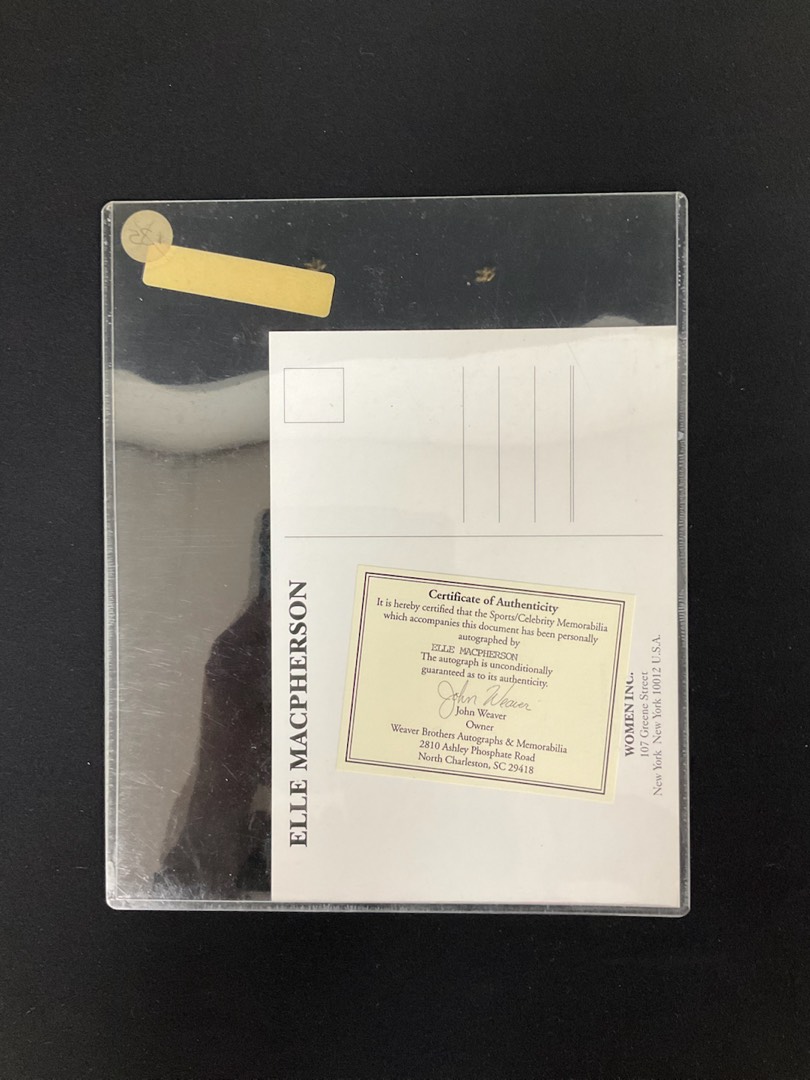 ELLE MACPHERSON
Certificate of Authenticity
It is hereby certified that the Sports/Celebrity Memorabilia
which accompanies this document has been personally
autographed by
ELLE MACPHERSON
The autograph is unconditionally
guaranteed as to its authenticity.
John Weaver
John Weaver
Owner
Weaver Brothers Autographs & Memorabilia
2810 Ashley Phosphate Road
North Charleston, SC 29418
WOMEN INC.
107 Greene Street
New York New York 10012 U.S.A.